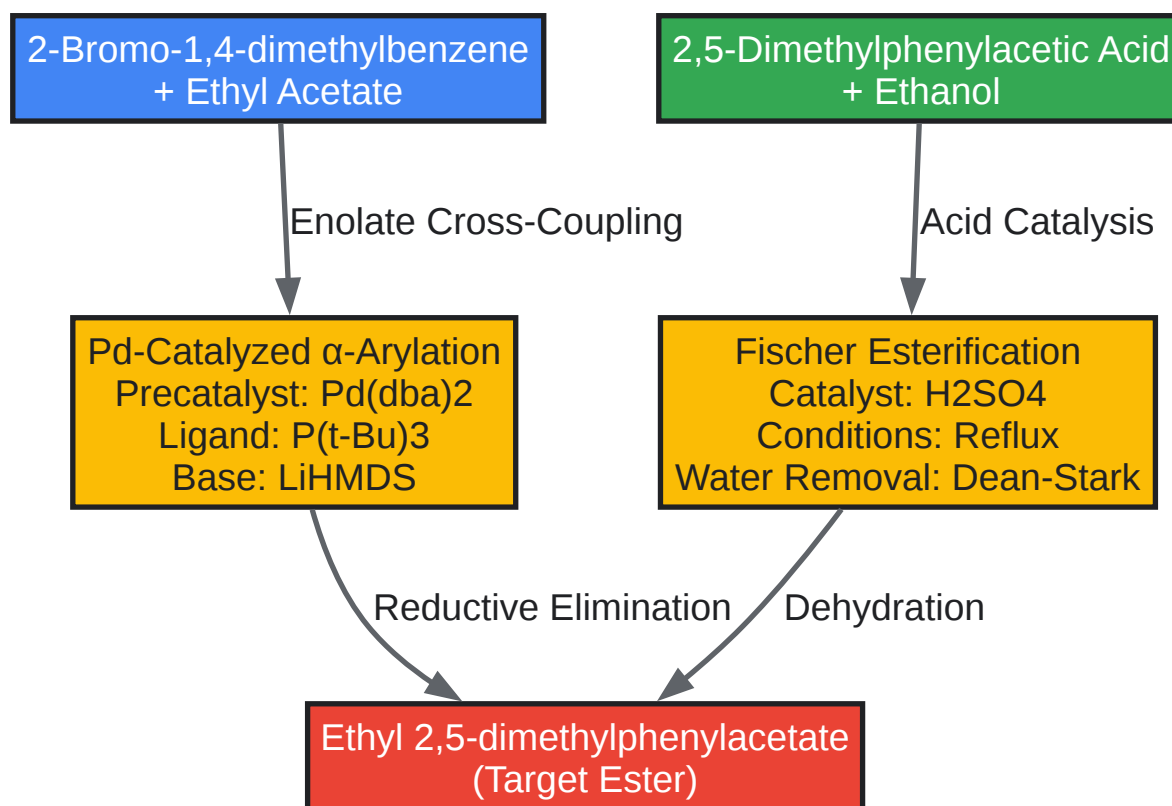 2-Bromo-1,4-dimethylbenzene
+ Ethyl Acetate
2,5-Dimethylphenylacetic Acid
+ Ethanol
Enolate Cross-Coupling
Acid Catalysis
Pd-Catalyzed α-Arylation
Precatalyst: Pd(dba)2
Ligand: P(t-Bu)3
Base: LiHMDS
Fischer Esterification
Catalyst: H2SO4
Conditions: Reflux
Water Removal: Dean-Stark
Reductive Elimination
Dehydration
Ethyl 2,5-dimethylphenylacetate
(Target Ester)